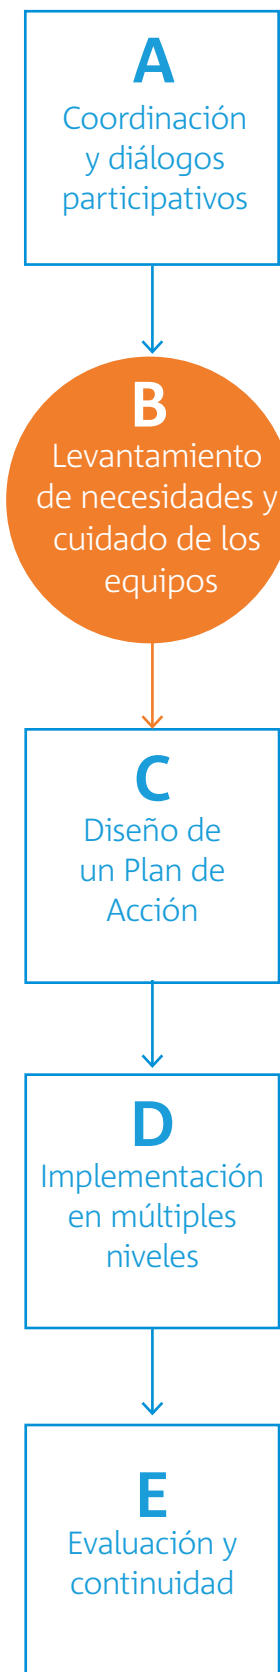 A
Coordinación
y diálogos
participativos
B
Levantamiento
de necesidades y
cuidado de los
equipos
C
Diseño de
un Plan de
Acción
D
Implementación
en múltiples
niveles
E
Evaluación y
continuidad